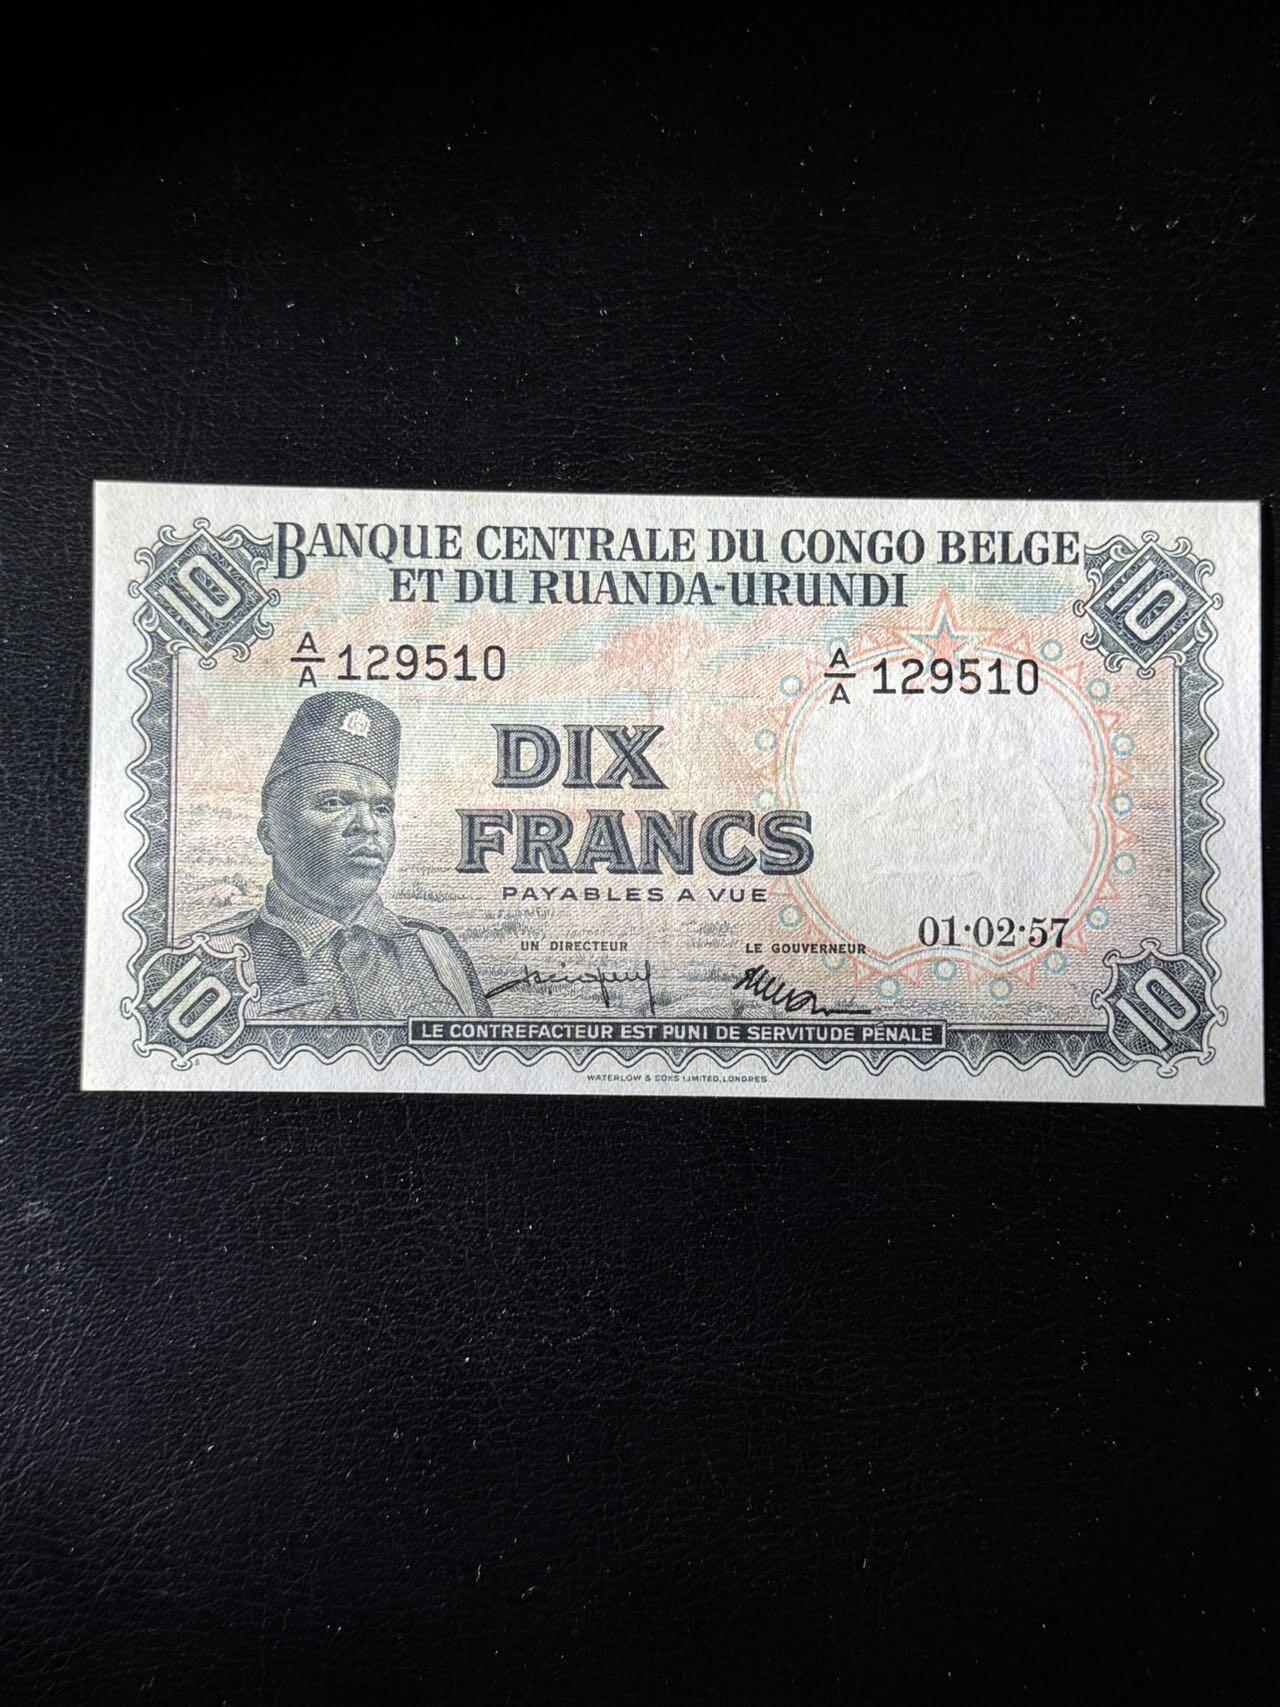 10
BANQUE CENTRALE DU CONGO BELGE
ET DU RUANDA-URUNDI
10
A/A 129510
A/A 129510
DIX
FRANCS
PAYABLES A VUE
UN DIRECTEUR
LE GOUVERNEUR
01·02·57
10
LE CONTREFACTEUR EST PUNI DE SERVITUDE PÉNALE
10
WATERLOW & SONS LIMITED, LONDRES.